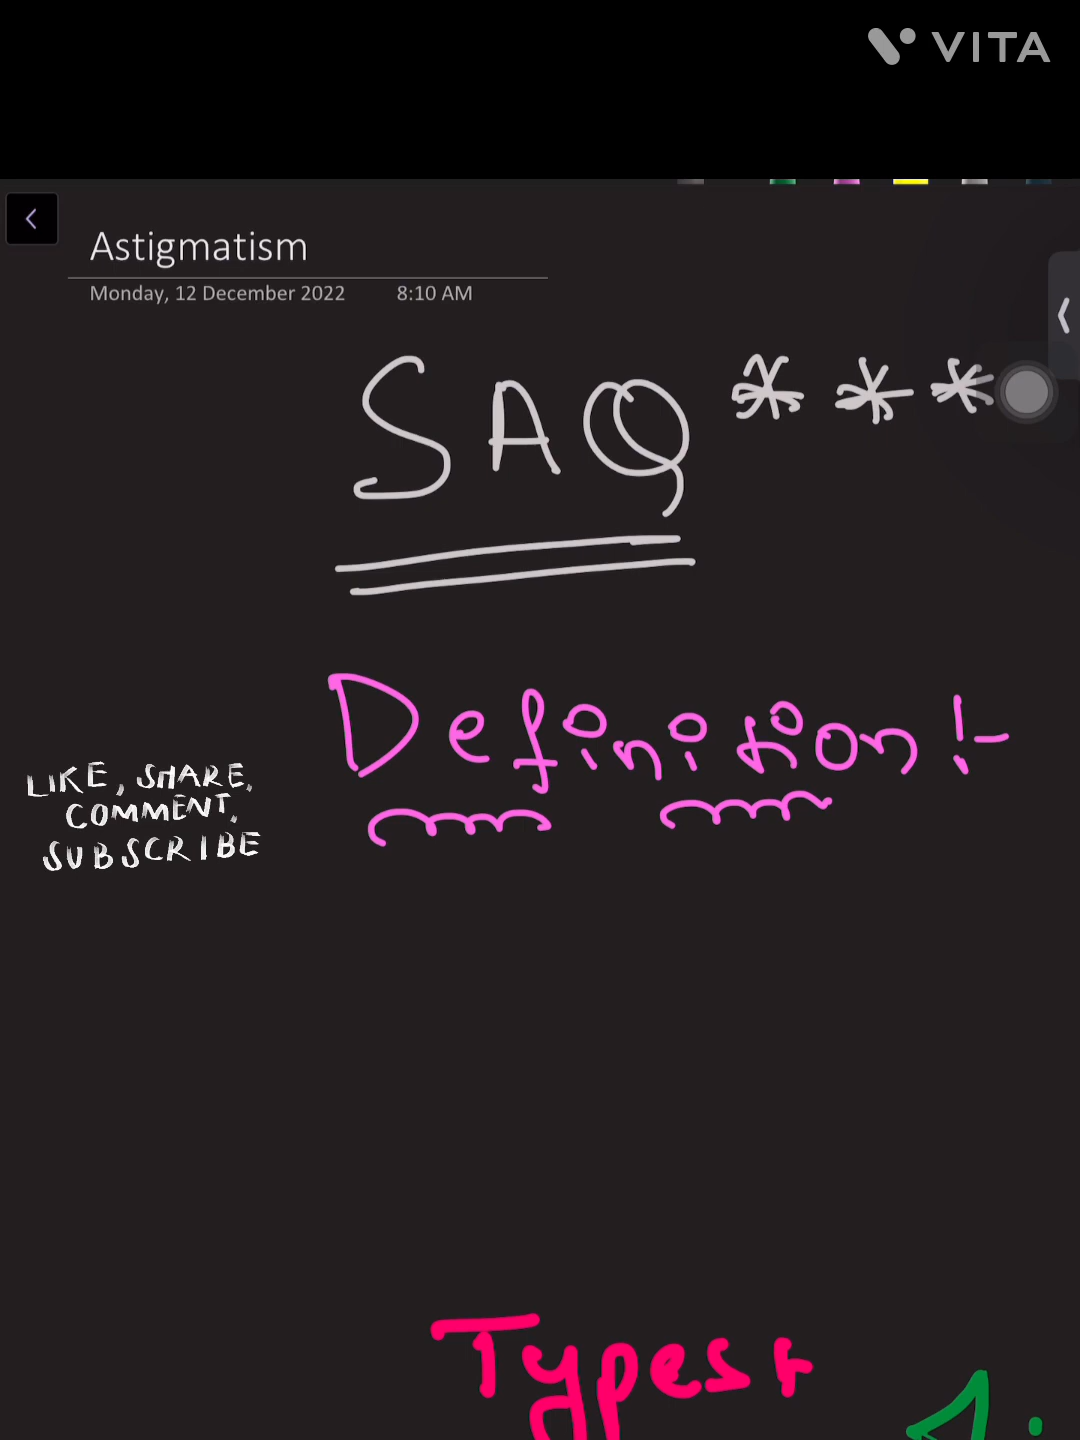 VITA
Astigmatism
Monday, 12 December 2022 8:10 AM
SAQ ***
Definition :-
LIKE, SHARE,
COMMENT,
SUBSCRIBE
Types